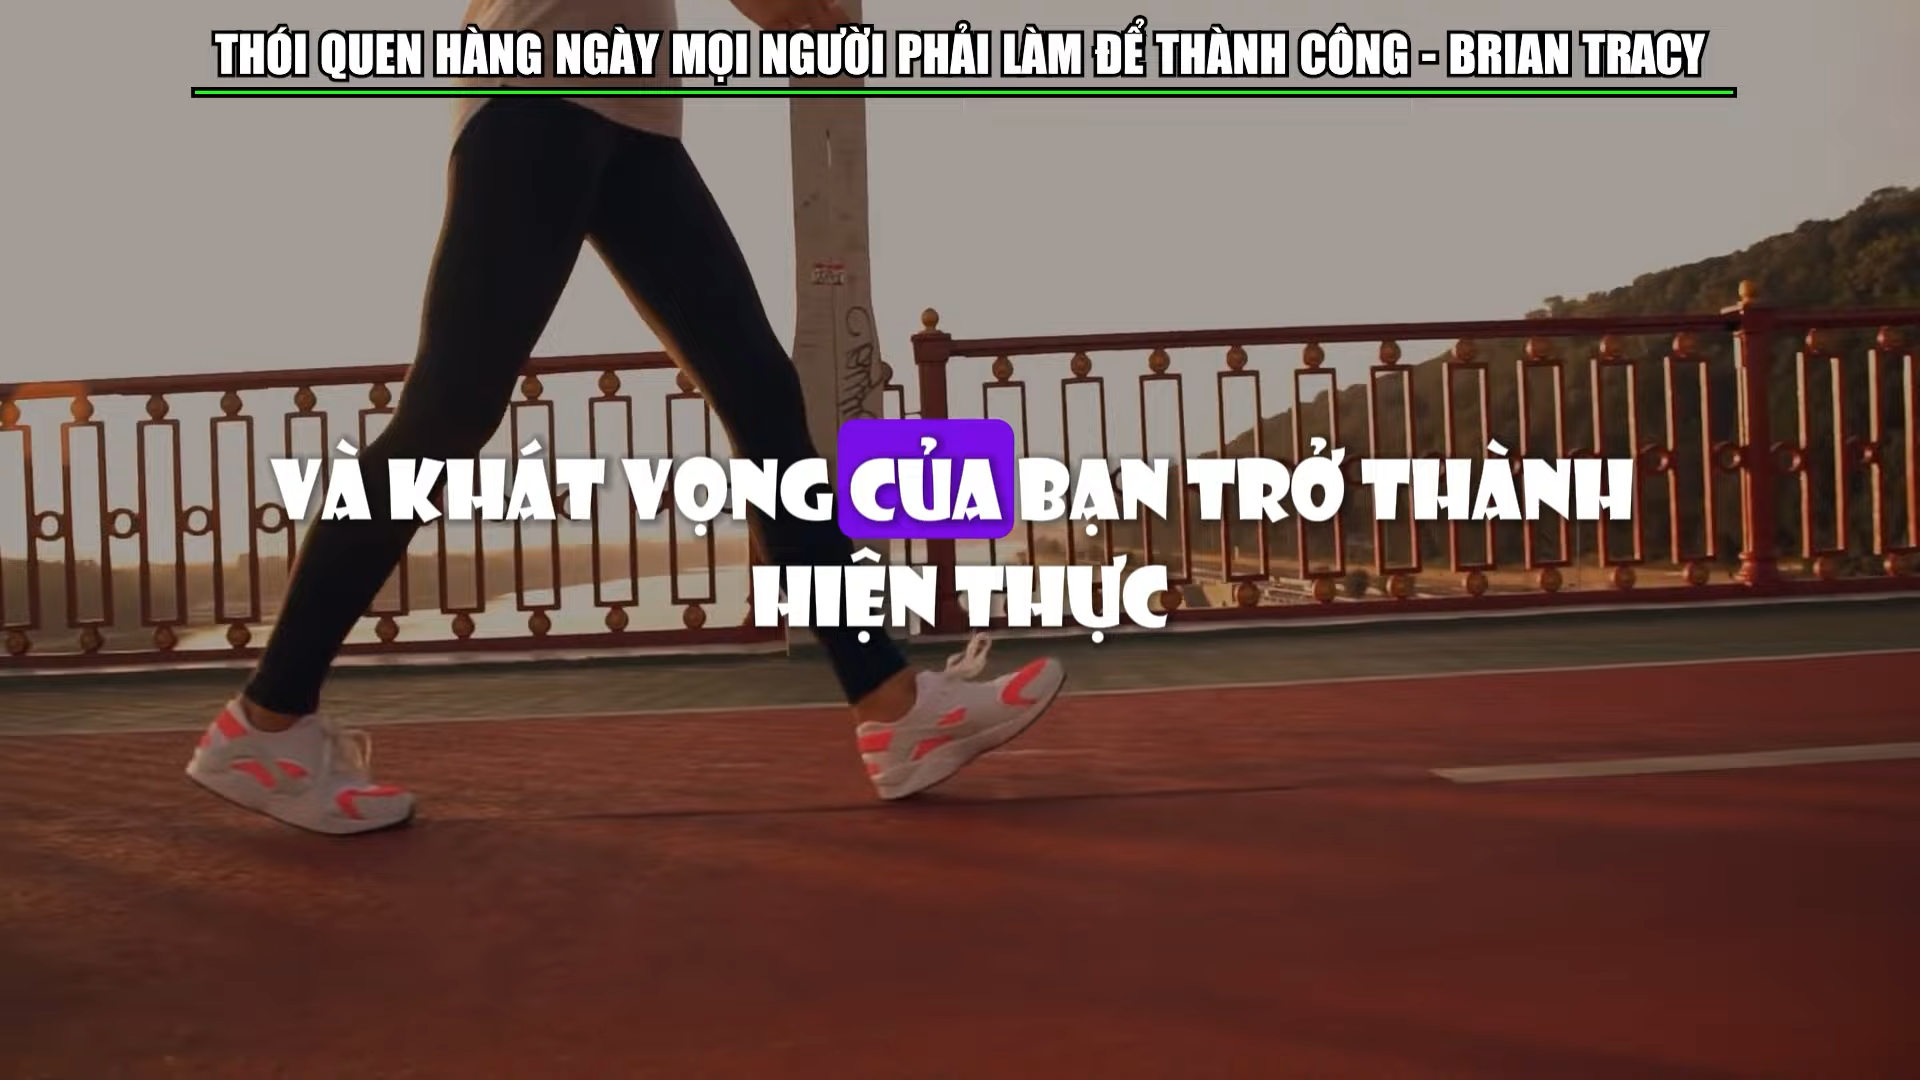 THÓI QUEN HÀNG NGÀY MỌI NGƯỜI PHẢI LÀM ĐỂ THÀNH CÔNG - BRIAN TRACY
VÀ KHÁT VỌNG CỦA BẠN TRỞ THÀNH
HIỆN THỰC